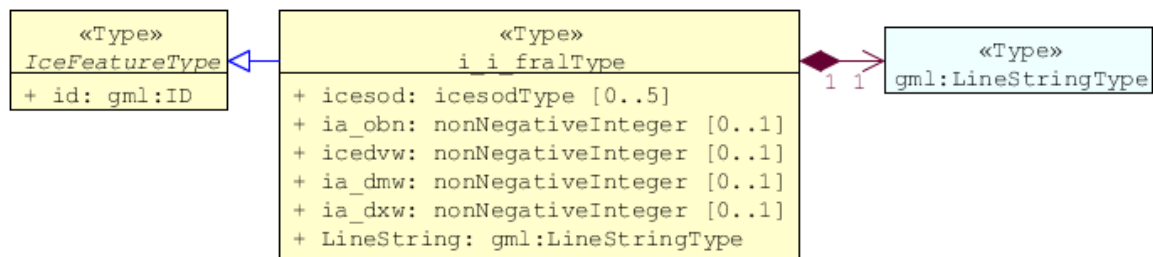 «Type»
IceFeatureType
+ id: gml:ID
«Type»
i_i_fralType
+ icesod: icesodType [0..5]
+ ia_obn: nonNegativeInteger [0..1]
+ icedvw: nonNegativeInteger [0..1]
+ ia_dmw: nonNegativeInteger [0..1]
+ ia_dxw: nonNegativeInteger [0..1]
+ LineString: gml:LineStringType
1 1
«Type»
gml:LineStringType